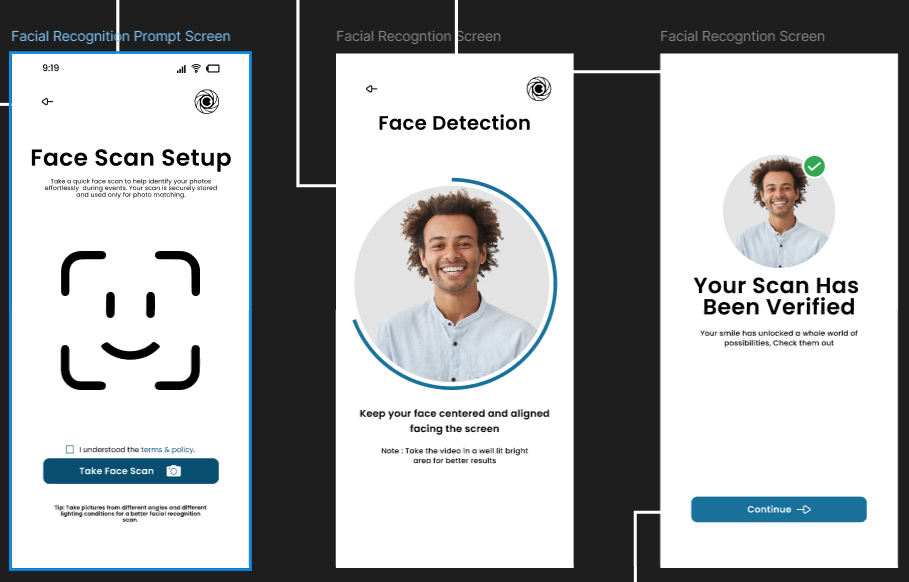 Facial Recognition Prompt Screen
9:19
Face Scan Setup
Take a quick face scan to help identify your photos
effortlessly during events. Your scan is securely stored
and used only for photo matching.
I understood the terms & policy.
Take Face Scan
Tip: Take pictures from different angles and different
lighting conditions for a better facial recognition
scan.
Facial Recogntion Screen
Face Detection
Keep your face centered and aligned
facing the screen
Note : Take the video in a well lit bright
area for better results
Facial Recogntion Screen
Your Scan Has
Been Verified
Your smile has unlocked a whole world of
possibilities, Check them out
Continue